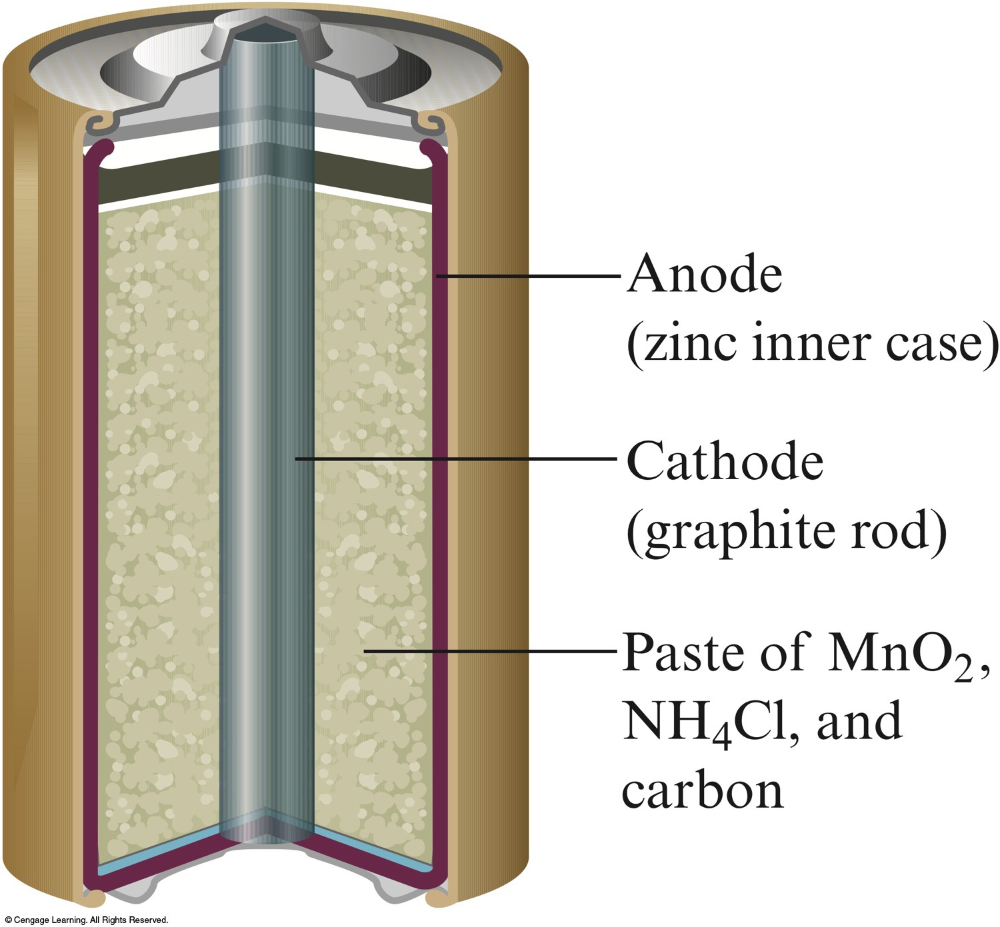 Anode
(zinc inner case)
Cathode
(graphite rod)
Paste of MnO₂,
NH₄Cl, and
carbon
© Cengage Learning. All Rights Reserved.